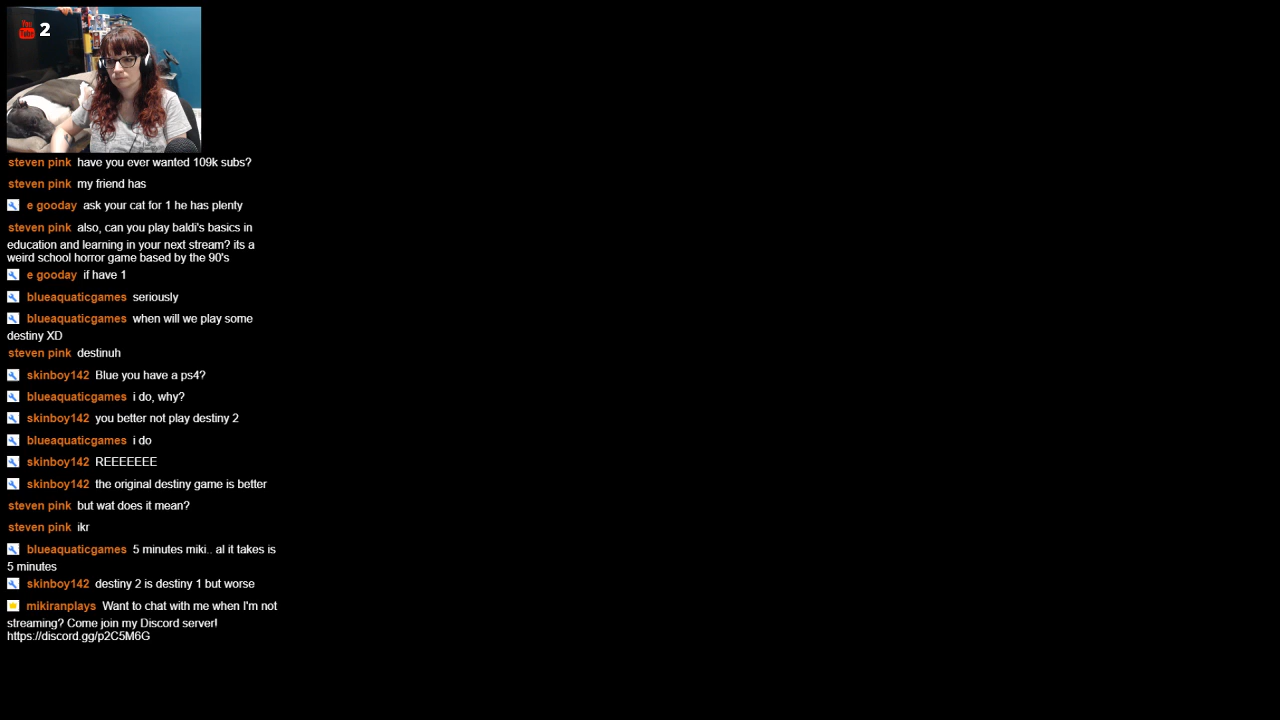 You Tube 2
steven pink have you ever wanted 109k subs?
steven pink my friend has
e gooday ask your cat for 1 he has plenty
steven pink also, can you play baldi's basics in
education and learning in your next stream? its a
weird school horror game based by the 90's
e gooday if have 1
blueaquaticgames seriously
blueaquaticgames when will we play some
destiny XD
steven pink destinuh
skinboy142 Blue you have a ps4?
blueaquaticgames i do, why?
skinboy142 you better not play destiny 2
blueaquaticgames i do
skinboy142 REEEEEEE
skinboy142 the original destiny game is better
steven pink but wat does it mean?
steven pink ikr
blueaquaticgames 5 minutes miki.. al it takes is
5 minutes
skinboy142 destiny 2 is destiny 1 but worse
mikiranplays Want to chat with me when I'm not
streaming? Come join my Discord server!
https://discord.gg/p2C5M6G